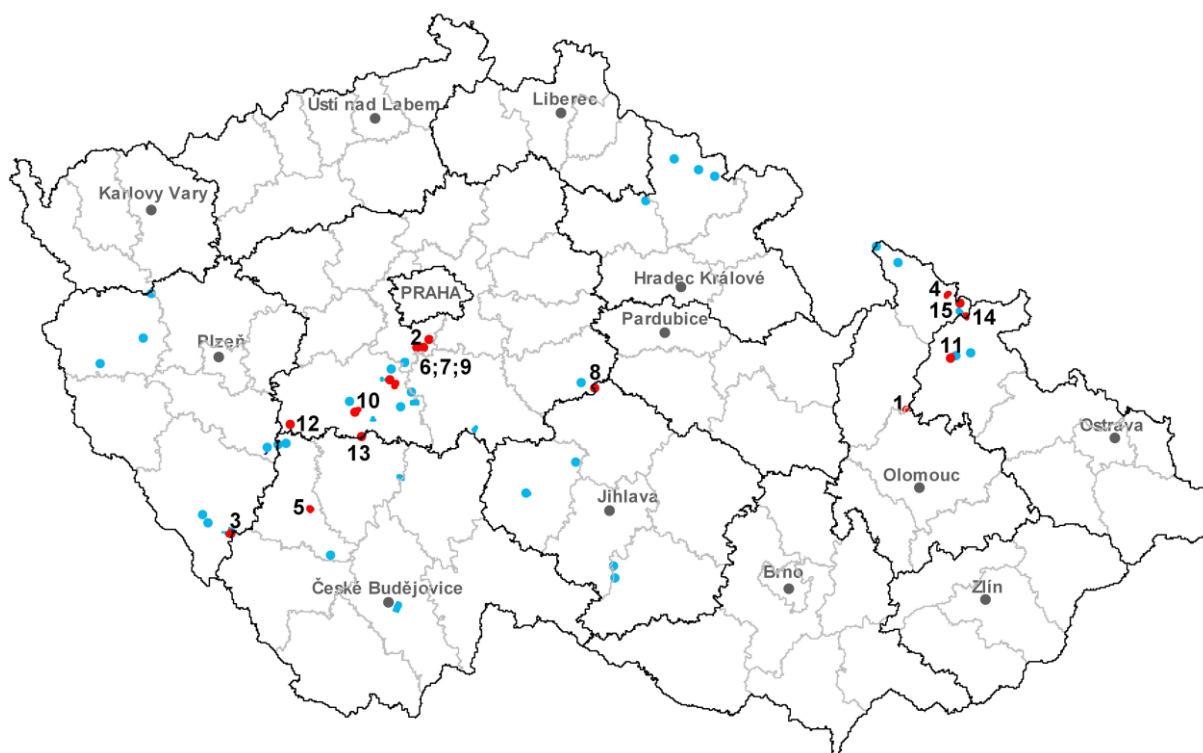 Liberec
Ústí nad Labem
Karlovy Vary
Hradec Králové
PRAHA
4
15
14
Pardubice
2
Plzeň
11
6;7;9
8
10
1
12
Ostrava
13
Olomouc
5
Jihlava
3
Brno
České Budějovice
Zlín